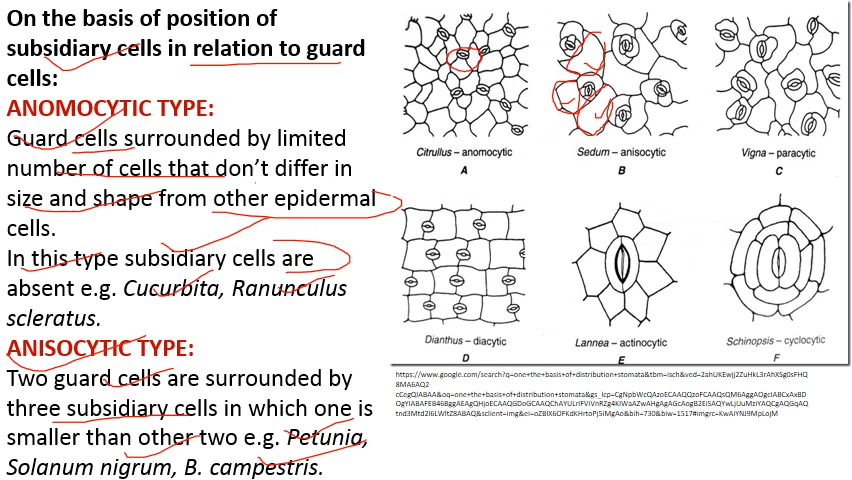 On the basis of position of
subsidiary cells in relation to guard
cells:
ANOMOCYTIC TYPE:
Guard cells surrounded by limited
number of cells that don't differ in
size and shape from other epidermal
cells.
In this type subsidiary cells are
absent e.g. Cucurbita, Ranunculus
scleratus.
ANISOCYTIC TYPE:
Two guard cells are surrounded by
three subsidiary cells in which one is
smaller than other two e.g. Petunia,
Solanum nigrum, B. campestris.
Citrullus – anomocytic
A
Sedum – anisocytic
B
Vigna – paracytic
C
Dianthus – diacytic
D
Lannea – actinocytic
E
Schinopsis – cyclocytic
F